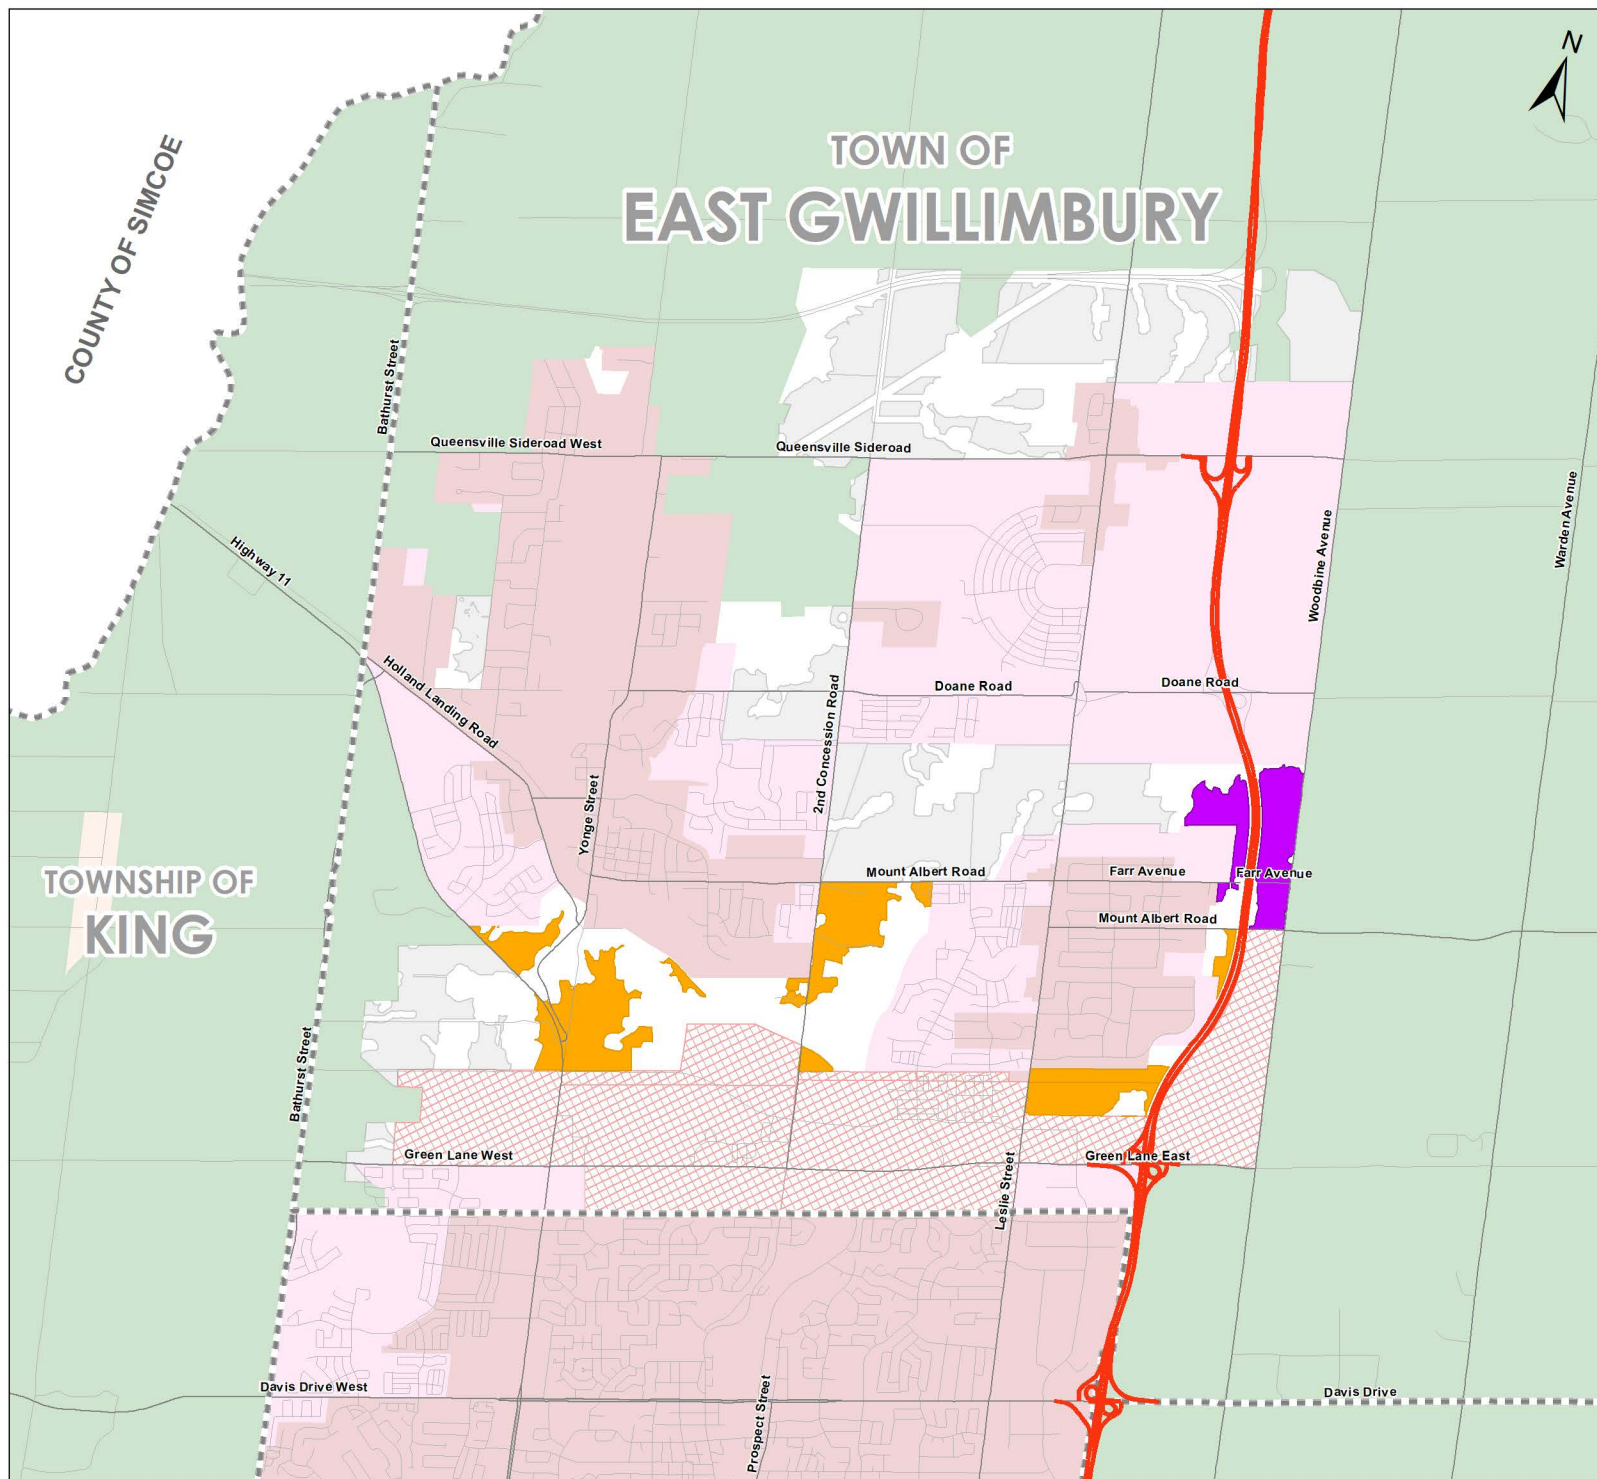 N
TOWN OF
EAST GWILLIMBURY
COUNTY OF SIMCOE
Bathurst Street
Queensville Sideroad West
Queensville Sideroad
Warden Avenue
Woodbine Avenue
Highway 11
Holland Landing Road
Doane Road
Doane Road
2nd Concession Road
Yonge Street
Mount Albert Road
Farr Avenue
Farr Avenue
TOWNSHIP OF
KING
Mount Albert Road
Bathurst Street
Green Lane West
Green Lane East
Leslie Street
Davis Drive West
Davis Drive
Prospect Street